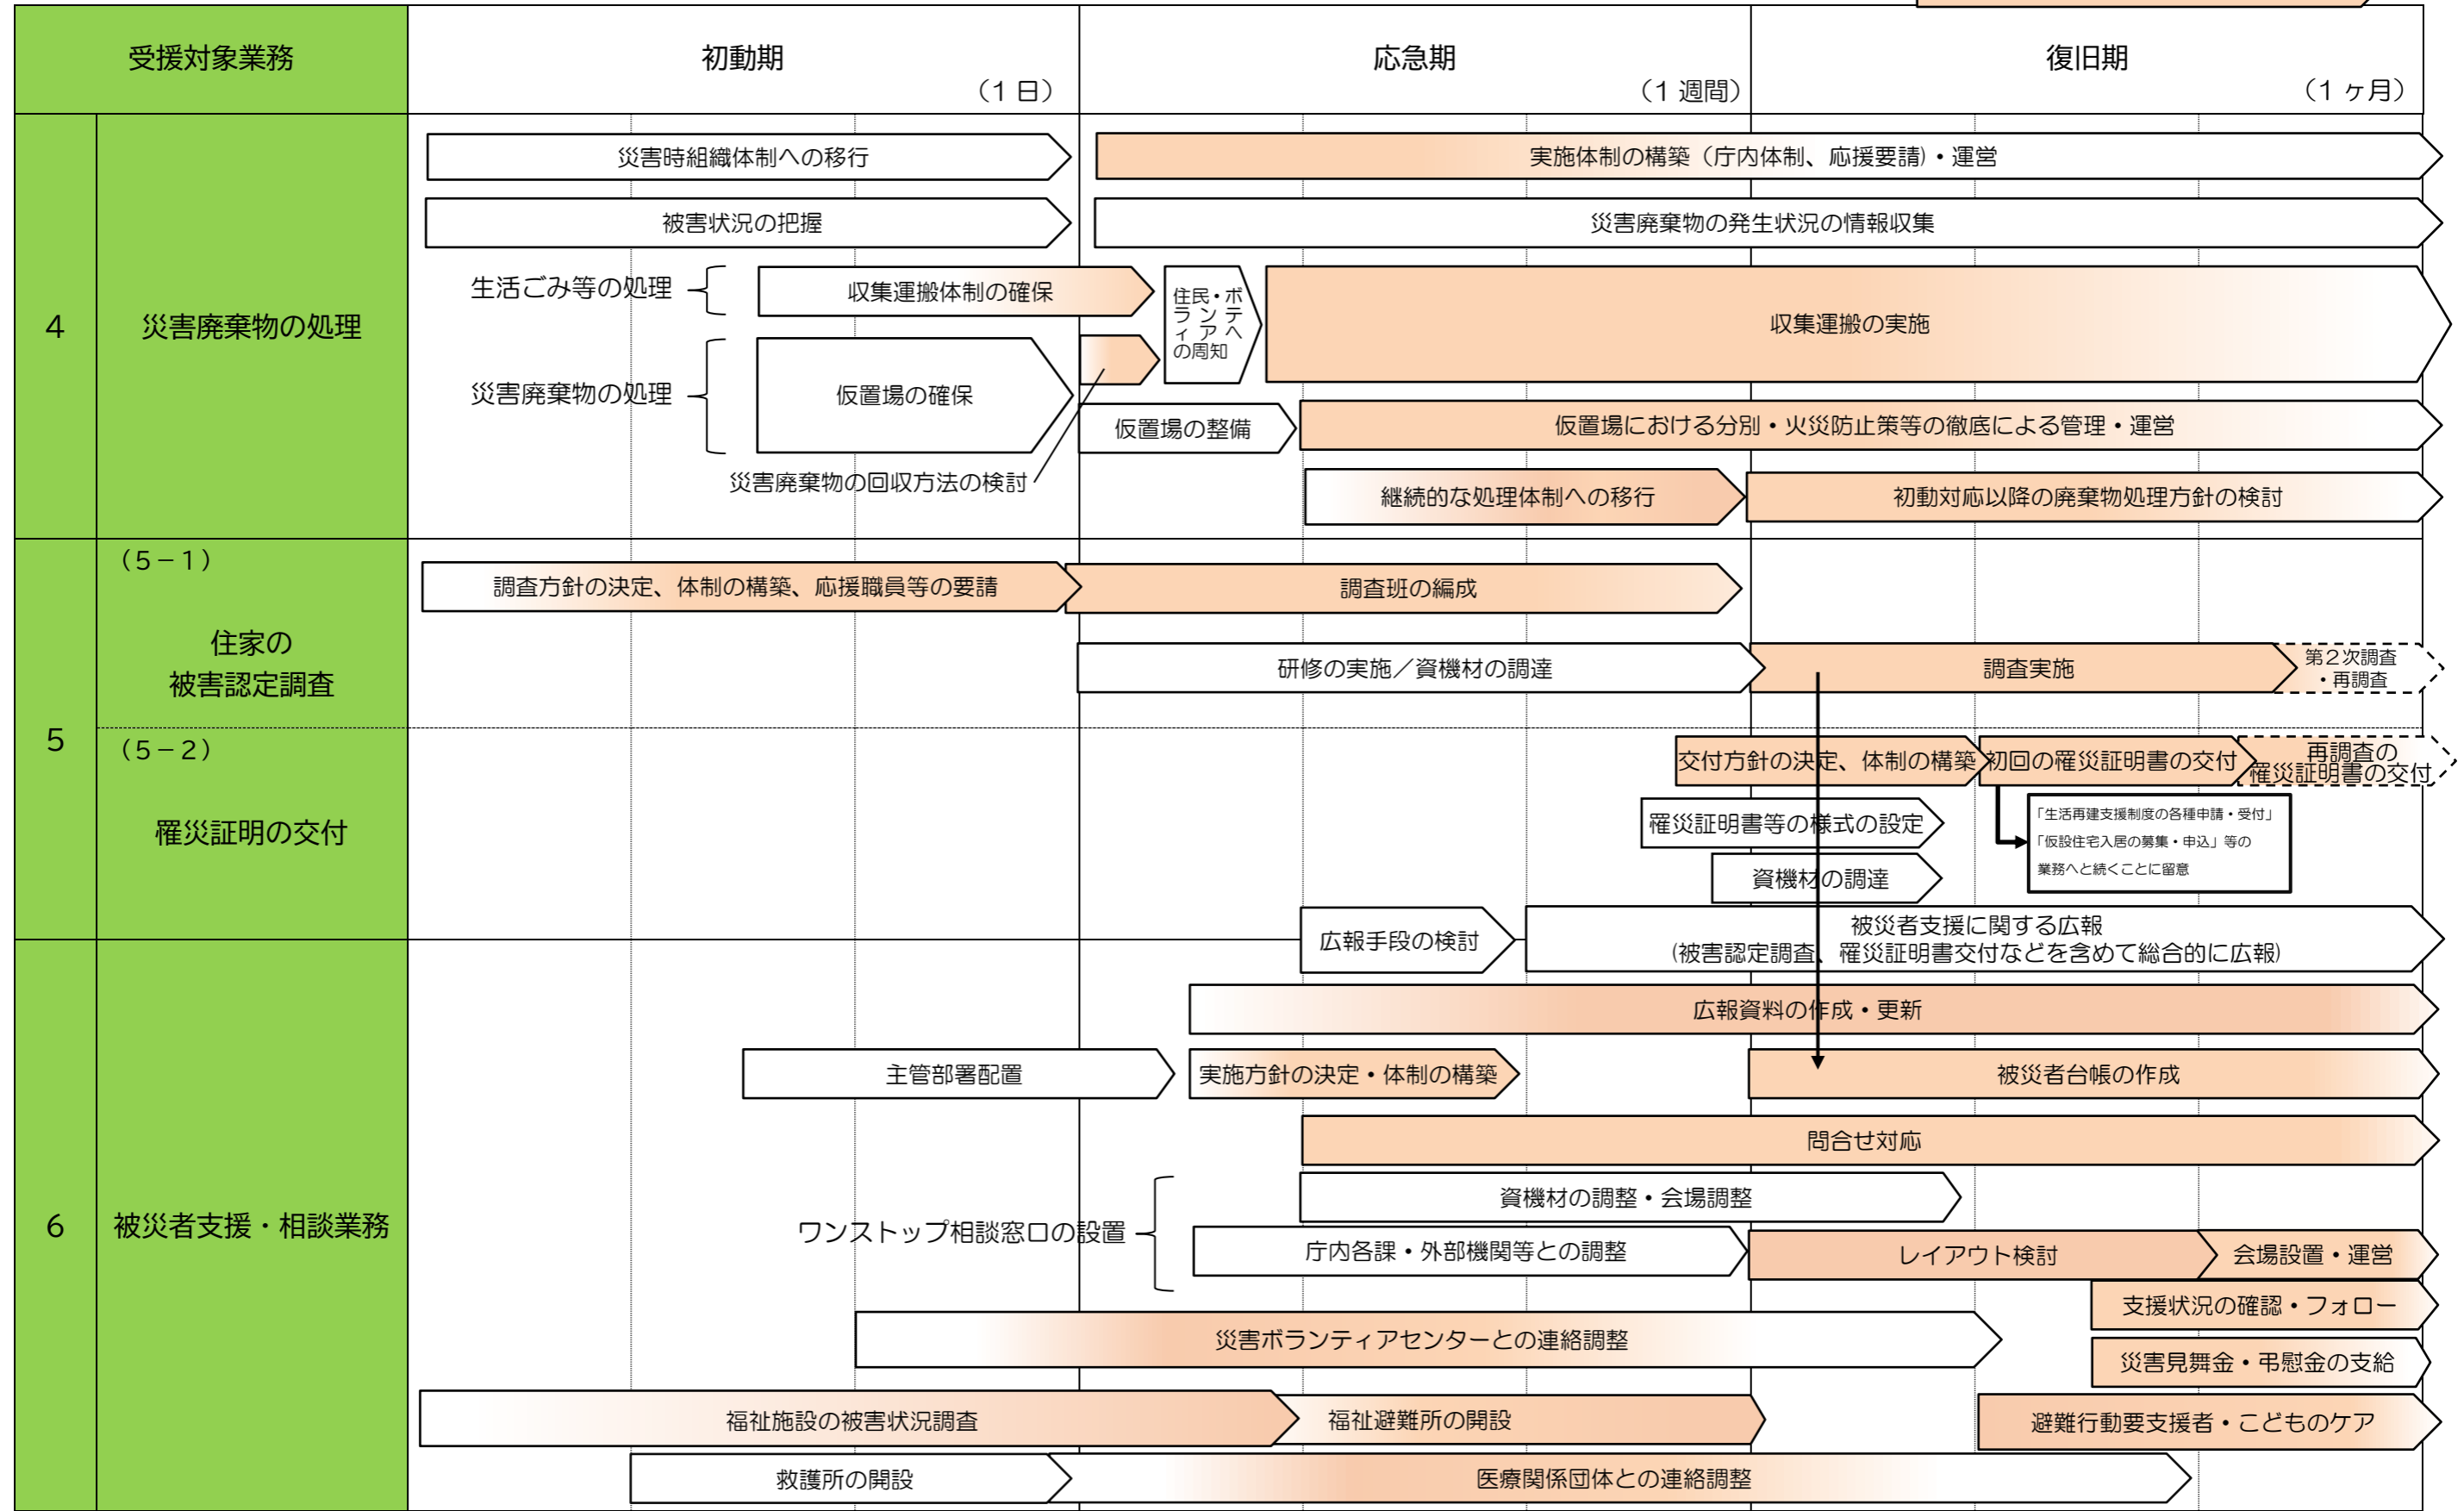 受援対象業務
初動期
（1 日）
応急期
（1 週間）
復旧期
（1 ヶ月）
4
災害廃棄物の処理
災害時組織体制への移行
実施体制の構築（庁内体制、応援要請）・運営
被害状況の把握
災害廃棄物の発生状況の情報収集
生活ごみ等の処理
収集運搬体制の確保
住民・ボ
ランテ
ィアへ
の周知
収集運搬の実施
災害廃棄物の処理
仮置場の確保
仮置場の整備
仮置場における分別・火災防止策等の徹底による管理・運営
災害廃棄物の回収方法の検討
継続的な処理体制への移行
初動対応以降の廃棄物処理方針の検討
5
（5－1）
住家の
被害認定調査
調査方針の決定、体制の構築、応援職員等の要請
調査班の編成
研修の実施／資機材の調達
調査実施
第２次調査
・再調査
（5－2）
罹災証明の交付
交付方針の決定、体制の構築
初回の罹災証明書の交付
再調査の
罹災証明書の交付
罹災証明書等の様式の設定
「生活再建支援制度の各種申請・受付」
「仮設住宅入居の募集・申込」等の
業務へと続くことに留意
資機材の調達
広報手段の検討
被災者支援に関する広報
(被害認定調査、罹災証明書交付などを含めて総合的に広報)
6
被災者支援・相談業務
広報資料の作成・更新
主管部署配置
実施方針の決定・体制の構築
被災者台帳の作成
問合せ対応
ワンストップ相談窓口の設置
資機材の調整・会場調整
庁内各課・外部機関等との調整
レイアウト検討
会場設置・運営
支援状況の確認・フォロー
災害ボランティアセンターとの連絡調整
災害見舞金・弔慰金の支給
福祉施設の被害状況調査
福祉避難所の開設
避難行動要支援者・こどものケア
救護所の開設
医療関係団体との連絡調整